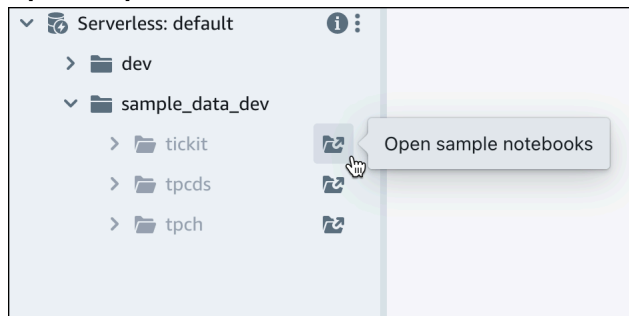 Serverless: default
dev
sample_data_dev
tickit
Open sample notebooks
tpcds
tpch